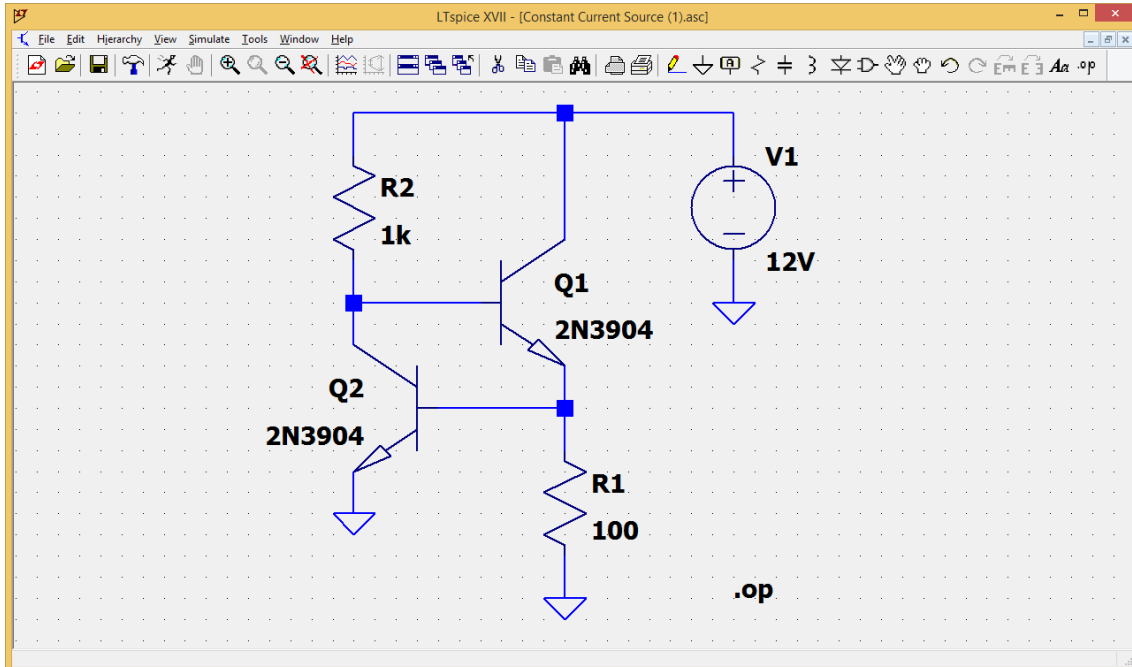 LTspice XVII - [Constant Current Source (1).asc]
File Edit Hierarchy View Simulate Tools Window Help
Aa .op
V1
R2
1k
12V
Q1
2N3904
Q2
2N3904
R1
100
.op